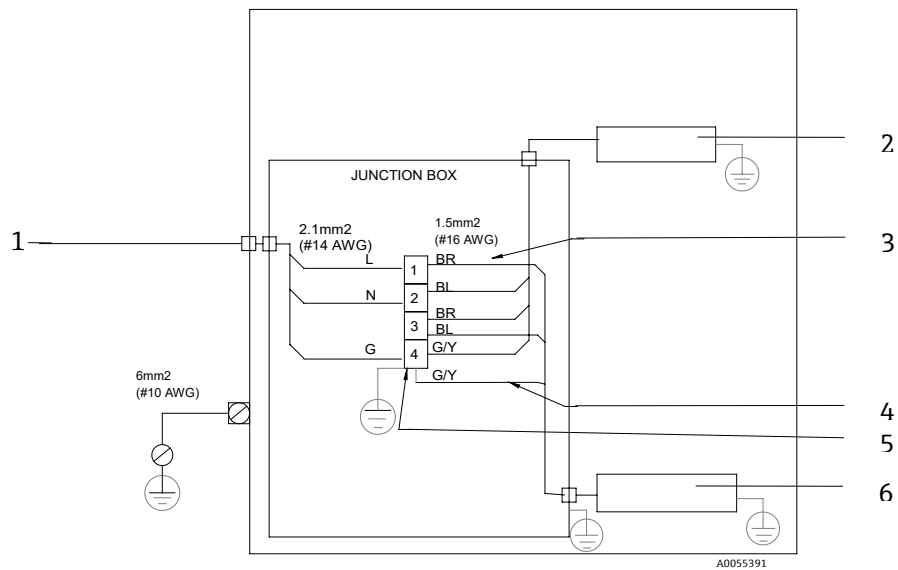 JUNCTION BOX
2
1
2.1mm2
(#14 AWG)
1.5mm2
(#16 AWG)
3
L
1
BR
N
2
BL
3
BR
BL
G
4
G/Y
G/Y
6mm2
(#10 AWG)
4
5
6
A0055391